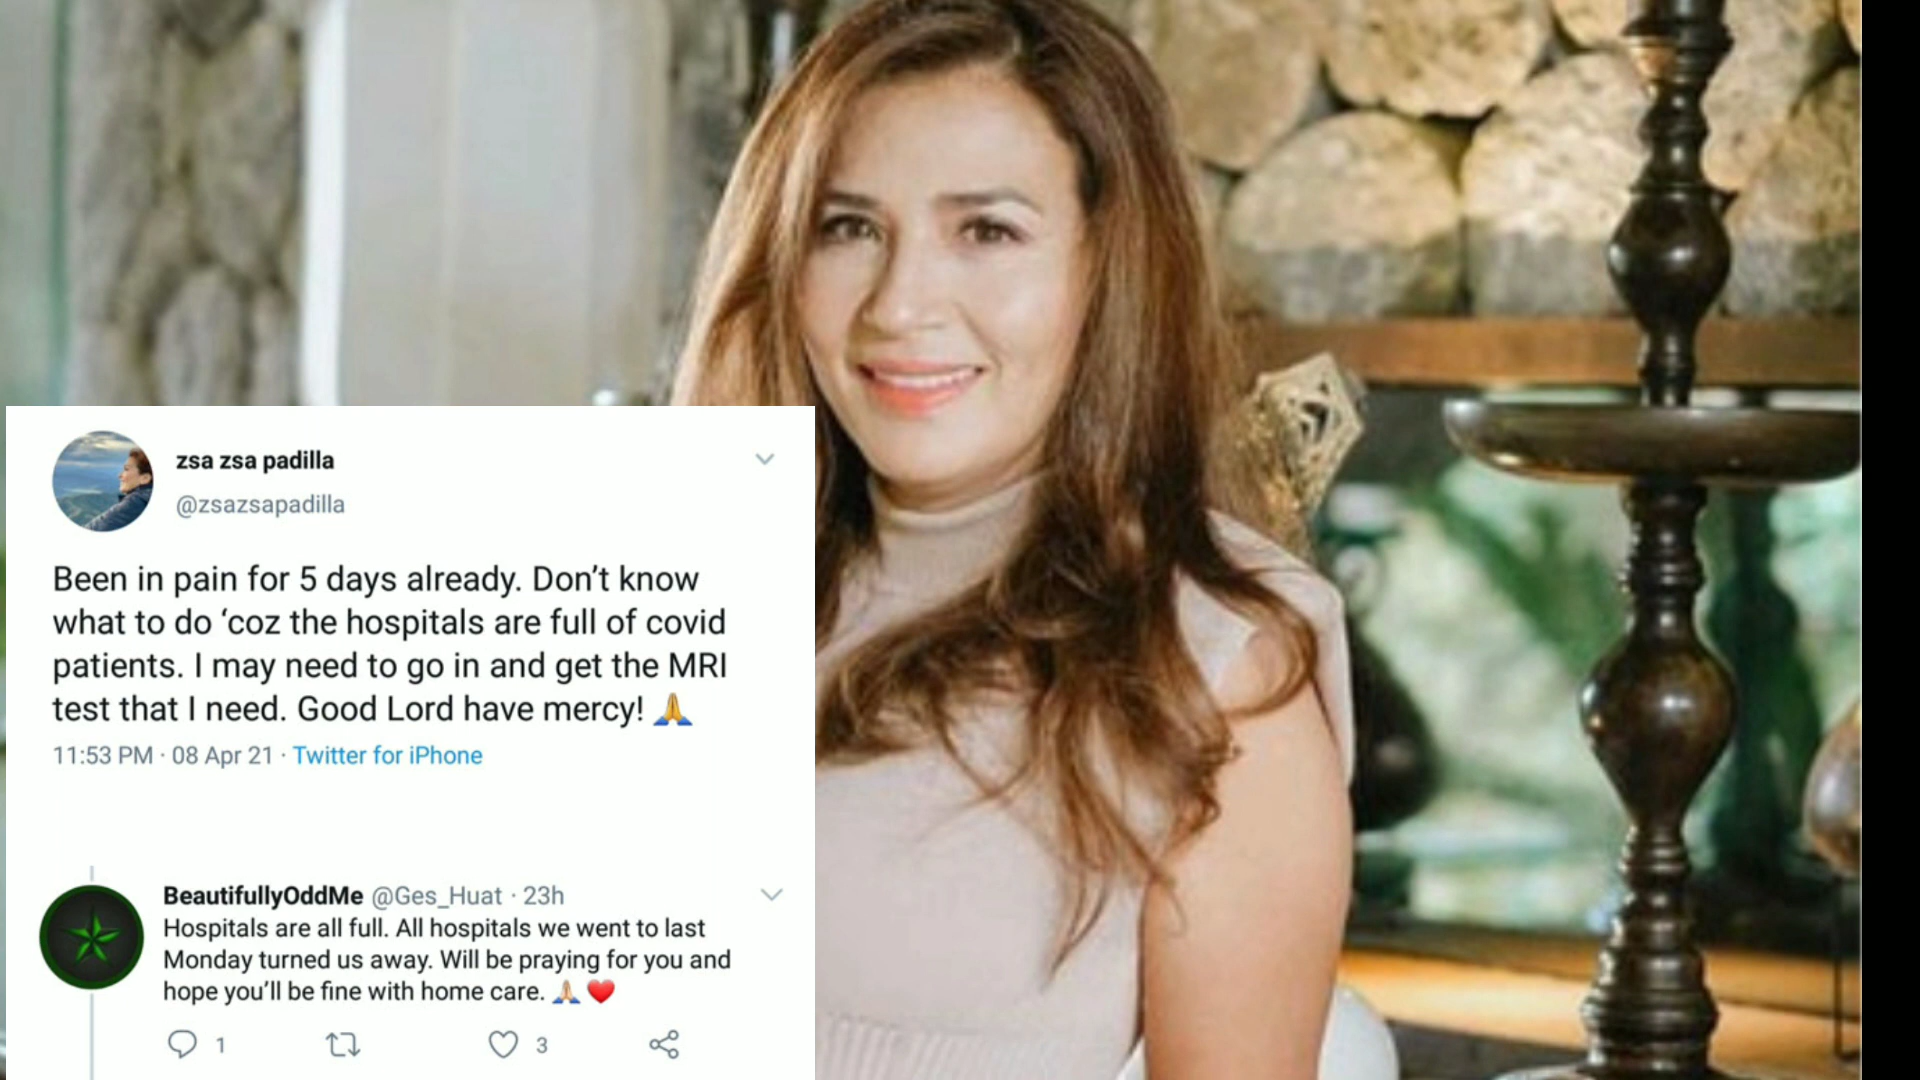 zsa zsa padilla
@zsazsapadilla
Been in pain for 5 days already. Don’t know
what to do ‘coz the hospitals are full of covid
patients. I may need to go in and get the MRI
test that I need. Good Lord have mercy! 🙏
11:53 PM · 08 Apr 21 · Twitter for iPhone
BeautifullyOddMe @Ges_Huat · 23h
Hospitals are all full. All hospitals we went to last
Monday turned us away. Will be praying for you and
hope you’ll be fine with home care. 🙏🏼❤️
1 3